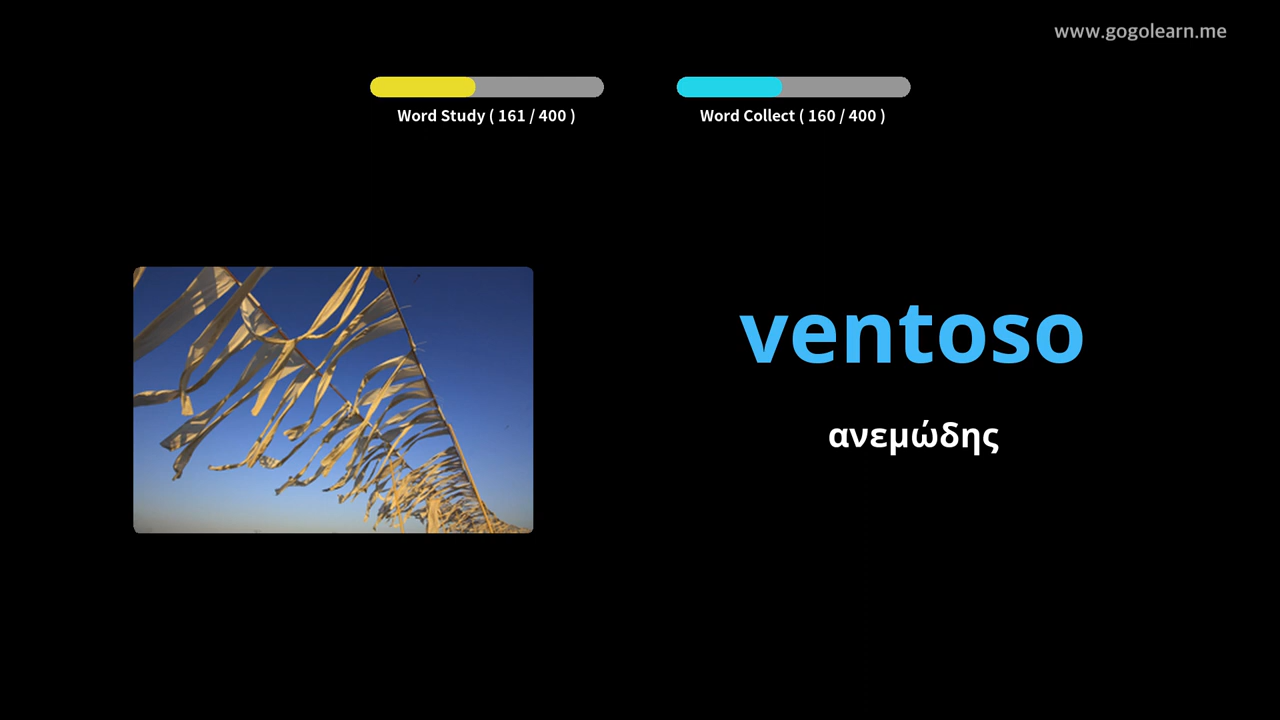 www.gogolearn.me
Word Study ( 161 / 400 )
Word Collect ( 160 / 400 )
ventoso
ανεμώδης